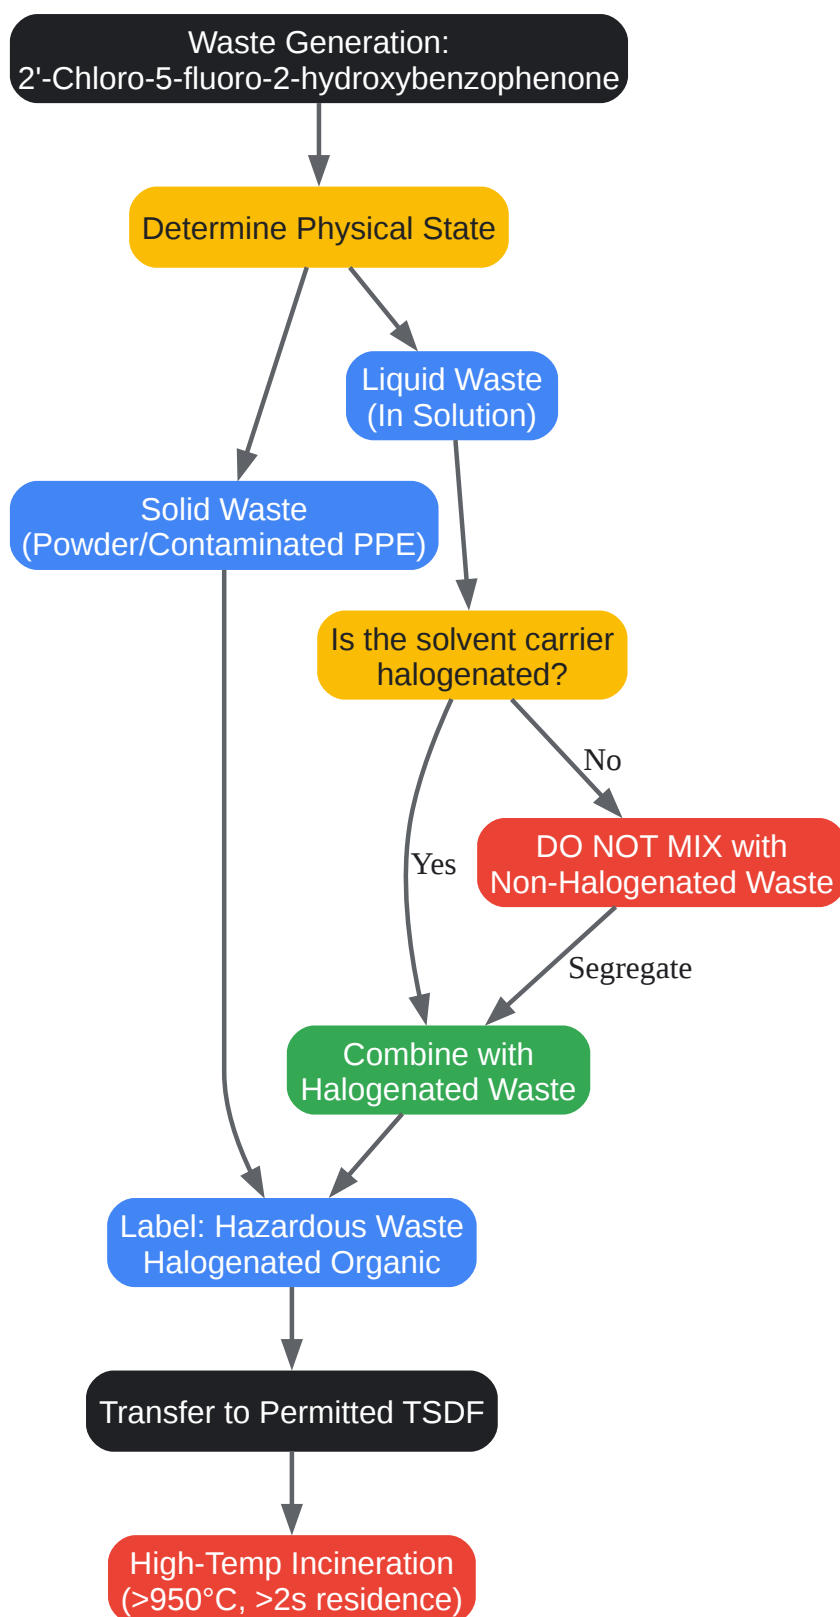 Waste Generation:
2'-Chloro-5-fluoro-2-hydroxybenzophenone
Determine Physical State
Liquid Waste
(In Solution)
Solid Waste
(Powder/Contaminated PPE)
Is the solvent carrier
halogenated?
No
DO NOT MIX with
Non-Halogenated Waste
Yes
Segregate
Combine with
Halogenated Waste
Label: Hazardous Waste
Halogenated Organic
Transfer to Permitted TSDF
High-Temp Incineration
(>950°C, >2s residence)